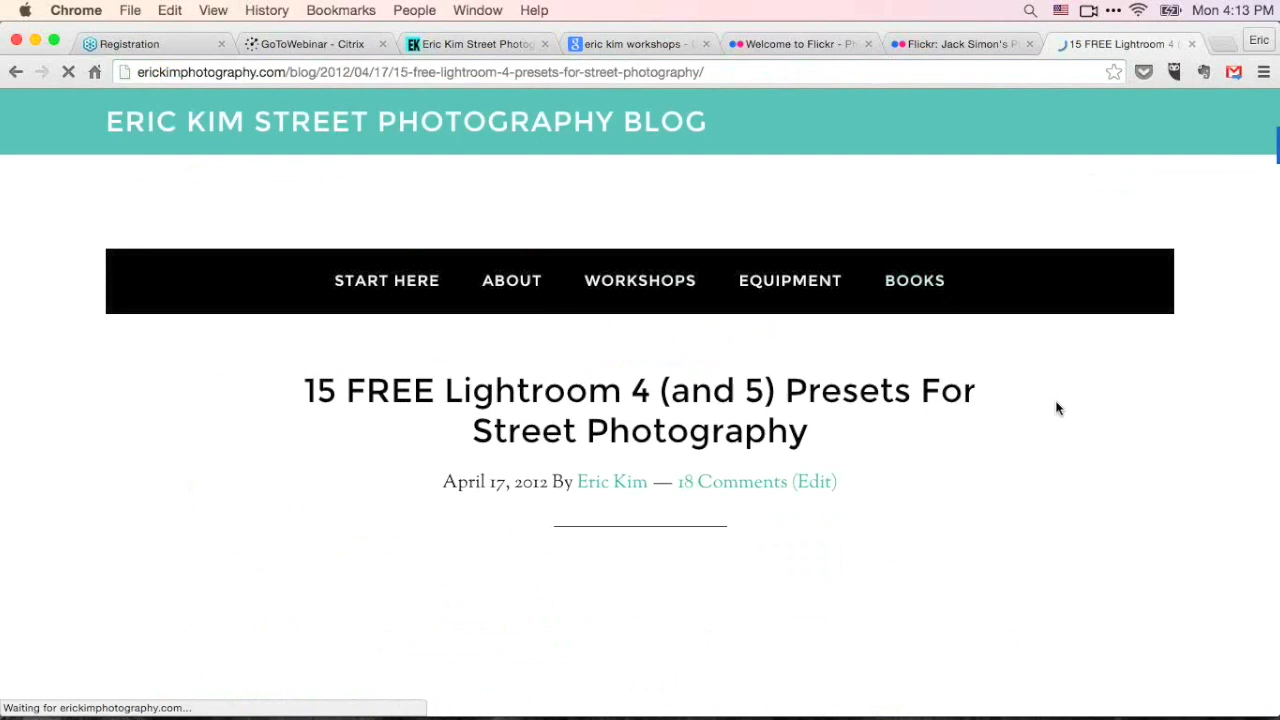 Chrome File Edit View History Bookmarks People Window Help Mon 4:13 PM
Registration GoToWebinar - Citrix Eric Kim Street Photog eric kim workshops - Welcome to Flickr - Ph Flickr: Jack Simon's P 15 FREE Lightroom 4 ( Eric
erickimphotography.com/blog/2012/04/17/15-free-lightroom-4-presets-for-street-photography/
ERIC KIM STREET PHOTOGRAPHY BLOG
START HERE ABOUT WORKSHOPS EQUIPMENT BOOKS
15 FREE Lightroom 4 (and 5) Presets For
Street Photography
April 17, 2012 By Eric Kim — 18 Comments (Edit)
Waiting for erickimphotography.com...